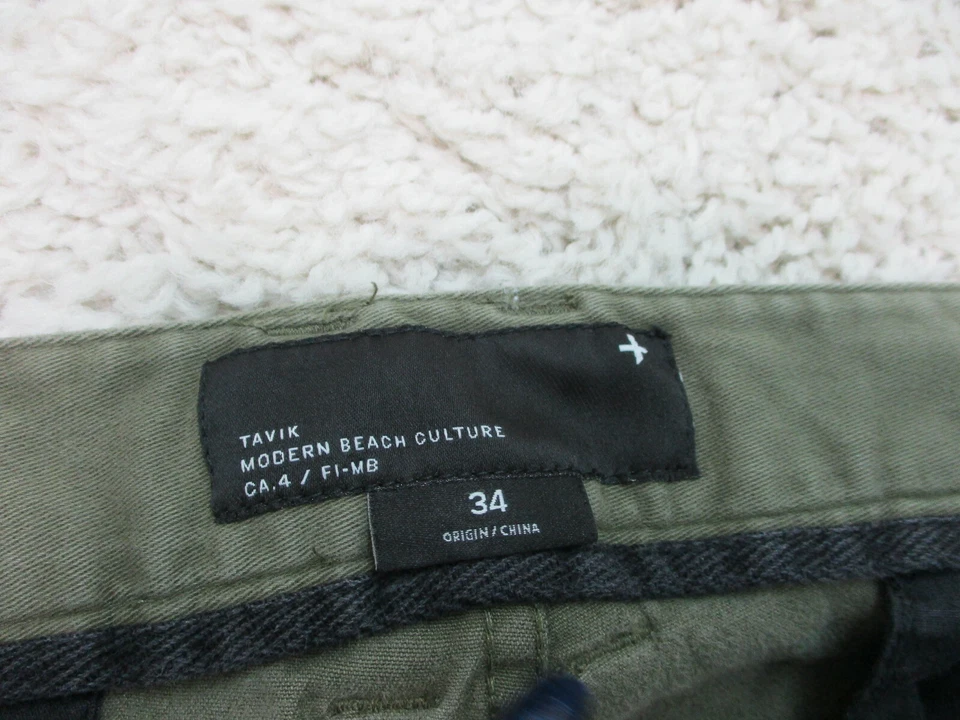 TAVIK
MODERN BEACH CULTURE
CA.4 / FI-MB
34
ORIGIN/CHINA